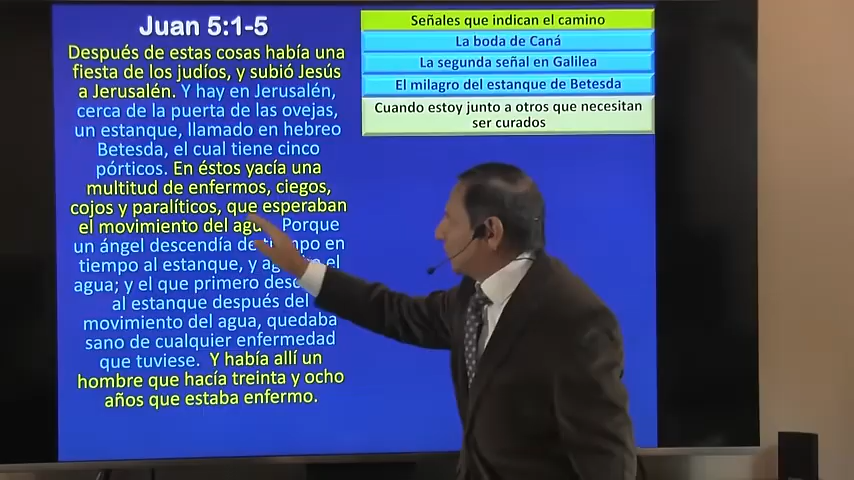 Juan 5:1-5
Después de estas cosas había una
fiesta de los judíos, y subió Jesús
a Jerusalén. Y hay en Jerusalén,
cerca de la puerta de las ovejas,
un estanque, llamado en hebreo
Betesda, el cual tiene cinco
pórticos. En éstos yacía una
multitud de enfermos, ciegos,
cojos y paralíticos, que esperaban
el movimiento del Porque
un ángel descendía de en
tiempo al estanque, y el
agua; y el que primero
al estanque después del
movimiento del agua, quedaba
sano de cualquier enfermedad
que tuviese. Y había allí un
hombre que hacía treinta y ocho
años que estaba enfermo.
Señales que indican el camino
La boda de Caná
La segunda señal en Galilea
El milagro del estanque de Betesda
Cuando estoy junto a otros que necesitan
ser curados